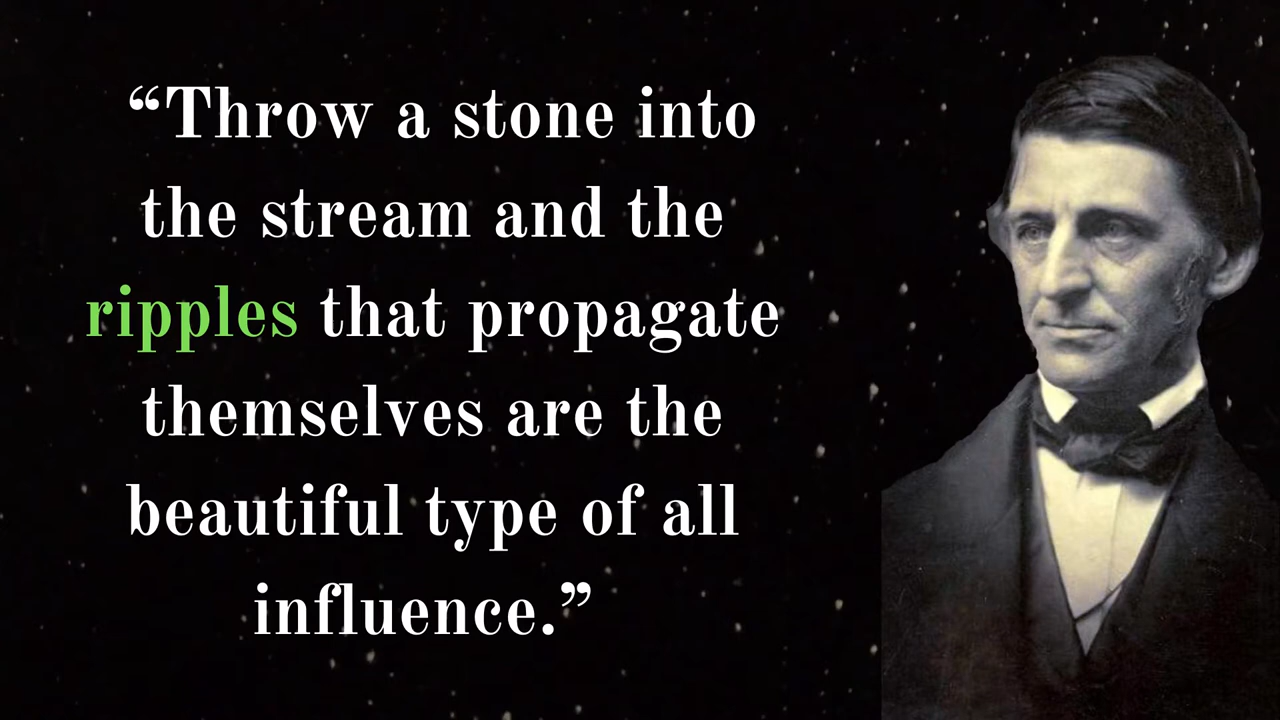 “Throw a stone into
the stream and the
ripples that propagate
themselves are the
beautiful type of all
influence.”